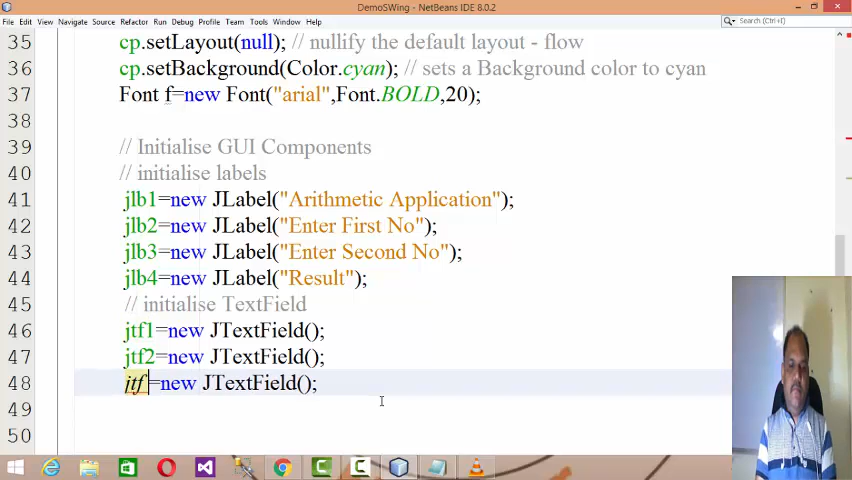 DemoSWing - NetBeans IDE 8.0.2
File Edit View Navigate Source Refactor Run Debug Profile Team Tools Window Help
Search (Ctrl+I)
35 cp.setLayout(null); // nullify the default layout - flow
36 cp.setBackground(Color.cyan); // sets a Background color to cyan
37 Font f=new Font("arial",Font.BOLD,20);
38
39 // Initialise GUI Components
40 // initialise labels
41 jlb1=new JLabel("Arithmetic Application");
42 jlb2=new JLabel("Enter First No");
43 jlb3=new JLabel("Enter Second No");
44 jlb4=new JLabel("Result");
45 // initialise TextField
46 jtf1=new JTextField();
47 jtf2=new JTextField();
48 jtf =new JTextField();
49
50